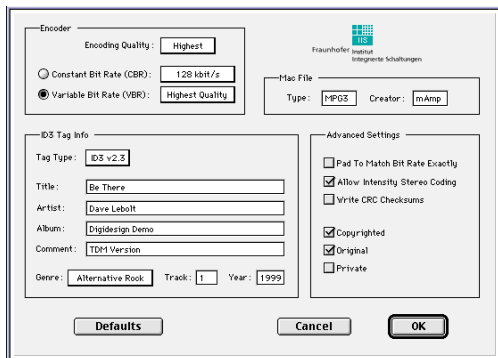 Encoder
Encoding Quality: Highest
Constant Bit Rate (CBR): 128 kbit/s
Variable Bit Rate (VBR): Highest Quality
IIS
Fraunhofer Institut
Integrierte Schaltungen
Mac File
Type: MPG3 Creator: mAmp
ID3 Tag Info
Tag Type: ID3 v2.3
Title: Be There
Artist: Dave Lebolt
Album: Digidesign Demo
Comment: TDM Version
Genre: Alternative Rock Track: 1 Year: 1999
Advanced Settings
Pad To Match Bit Rate Exactly
Allow Intensity Stereo Coding
Write CRC Checksums
Copyrighted
Original
Private
Defaults Cancel OK